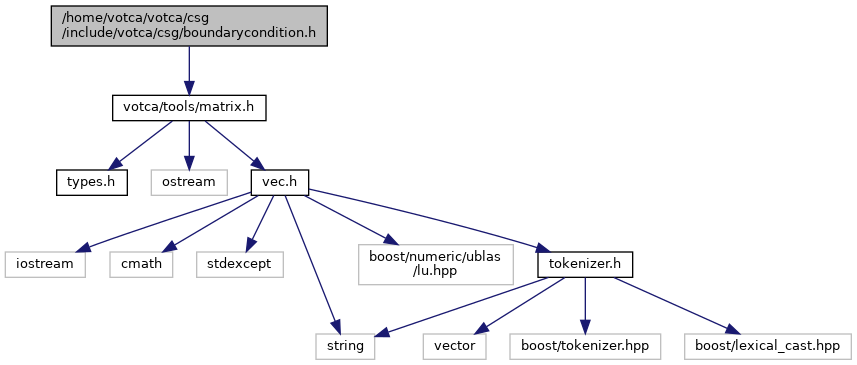 /home/votca/votca/csg
/include/votca/csg/boundarycondition.h
votca/tools/matrix.h
types.h
ostream
vec.h
iostream
cmath
stdexcept
boost/numeric/ublas
/lu.hpp
tokenizer.h
string
vector
boost/tokenizer.hpp
boost/lexical_cast.hpp